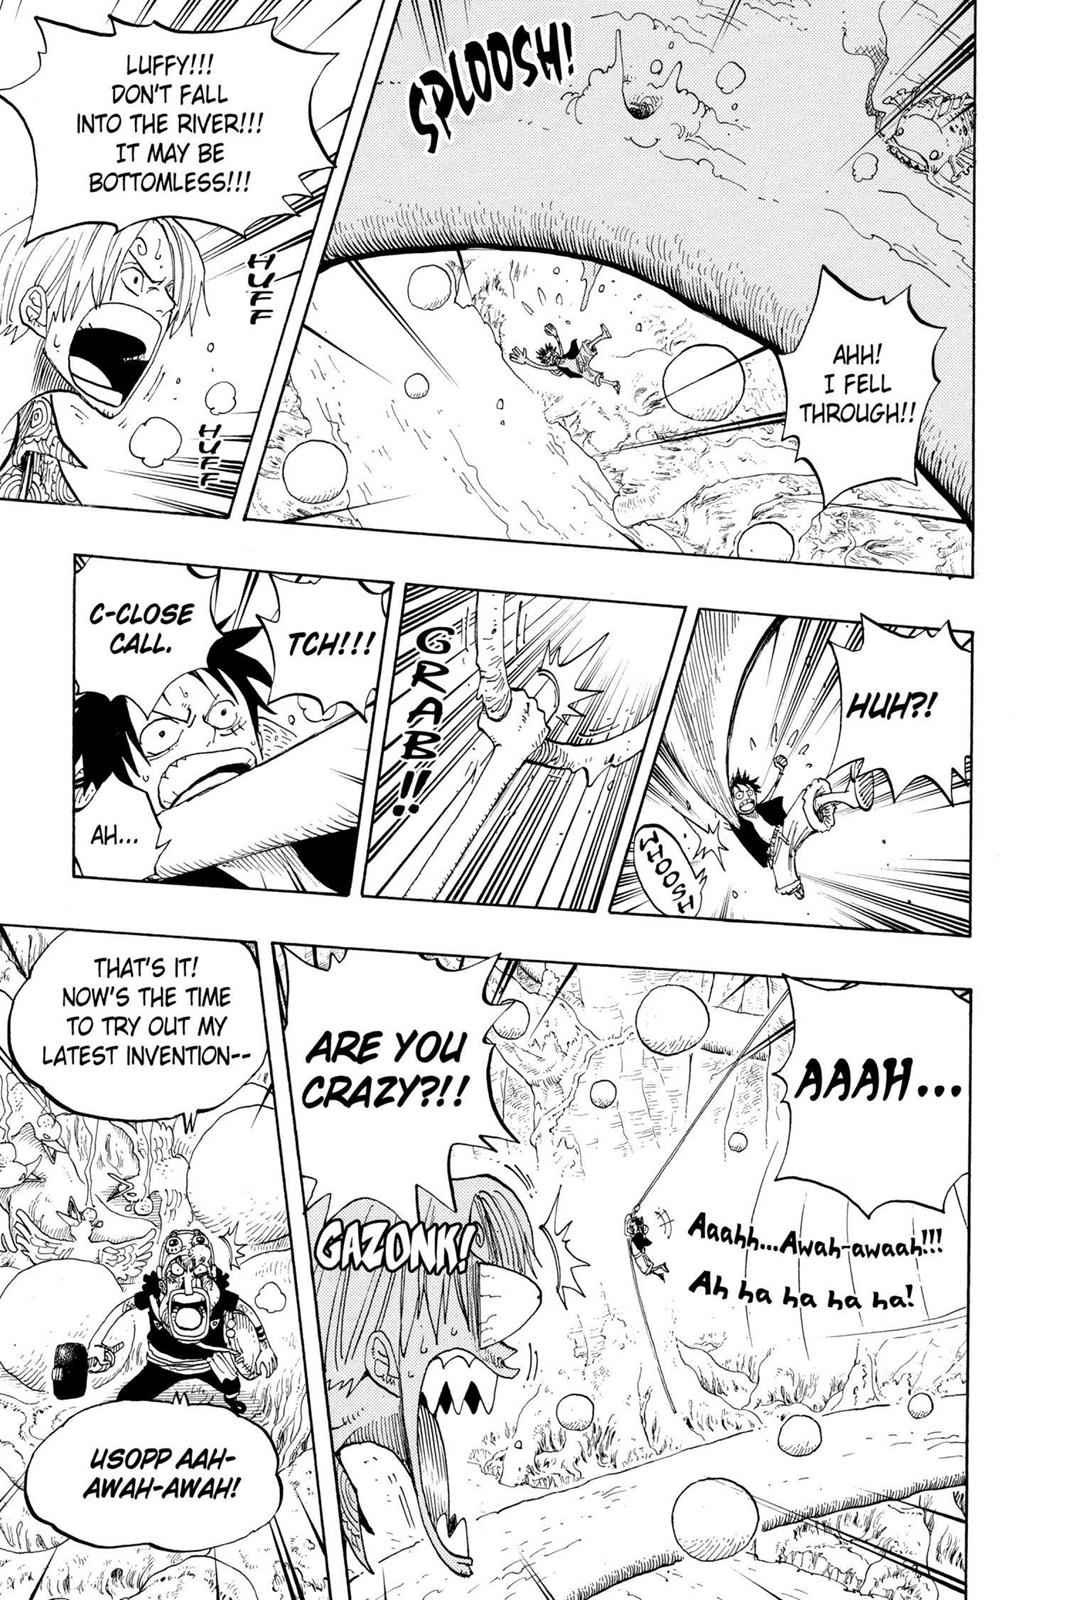 SPLOOSH!
AHH!
I FELL
THROUGH!!
LUFFY!!!
DON'T FALL
INTO THE RIVER!!!
IT MAY BE
BOTTOMLESS!!!
HUFF
HUFF
HUH?!
WHOOSH
GRAB!!
TCH!!!
C-CLOSE
CALL.
AH...
AAAH...
Aaahh...Awah-awaah!!!
Ah ha ha ha ha!
ARE YOU
CRAZY?!!
GAZONK!
THAT'S IT!
NOW'S THE TIME
TO TRY OUT MY
LATEST INVENTION--
USOPP AAH-
AWAH-AWAH!